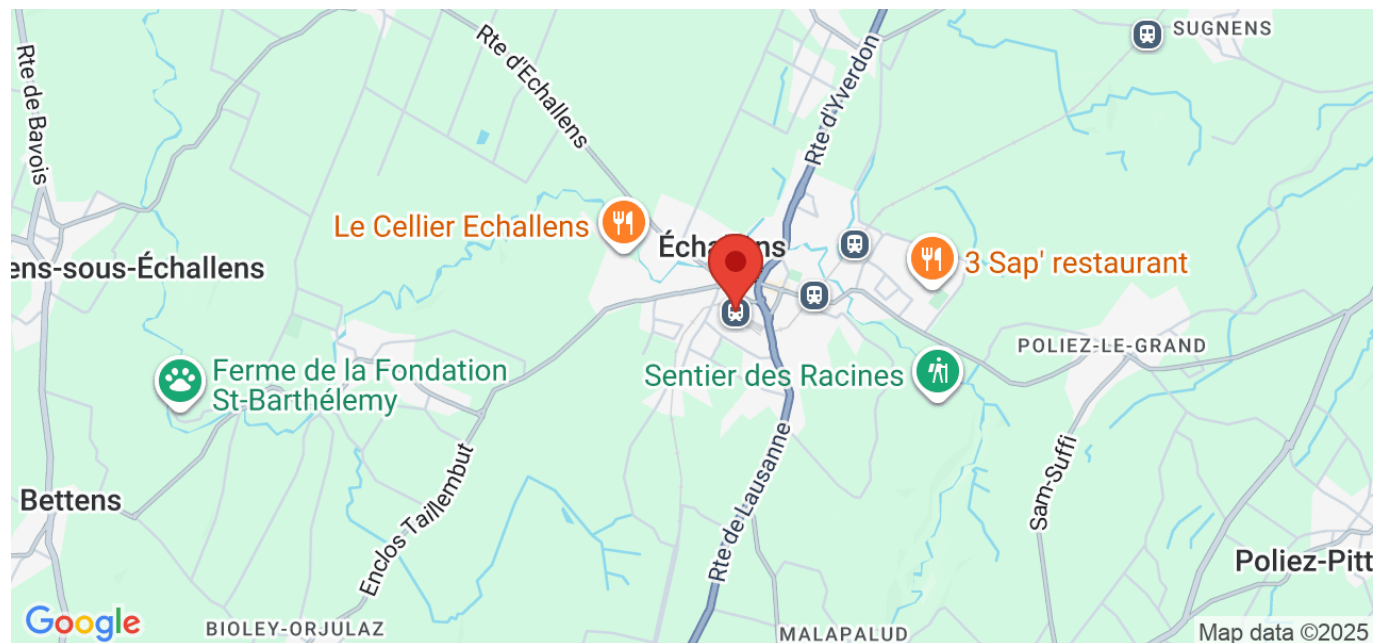 SUGNENS
Rte de Bavois
Rte d'Echallens
Rte d'Yverdon
Le Cellier Echallens
Échallens
3 Sap' restaurant
ens-sous-Échallens
POLIEZ-LE-GRAND
Ferme de la Fondation
St-Barthélemy
Sentier des Racines
Bettens
Enclos Taillembut
Rte de Lausanne
Sam-Suffi
Poliez-Pitt
Google
BIOLEY-ORJULAZ
MALAPALUD
Map data ©2025